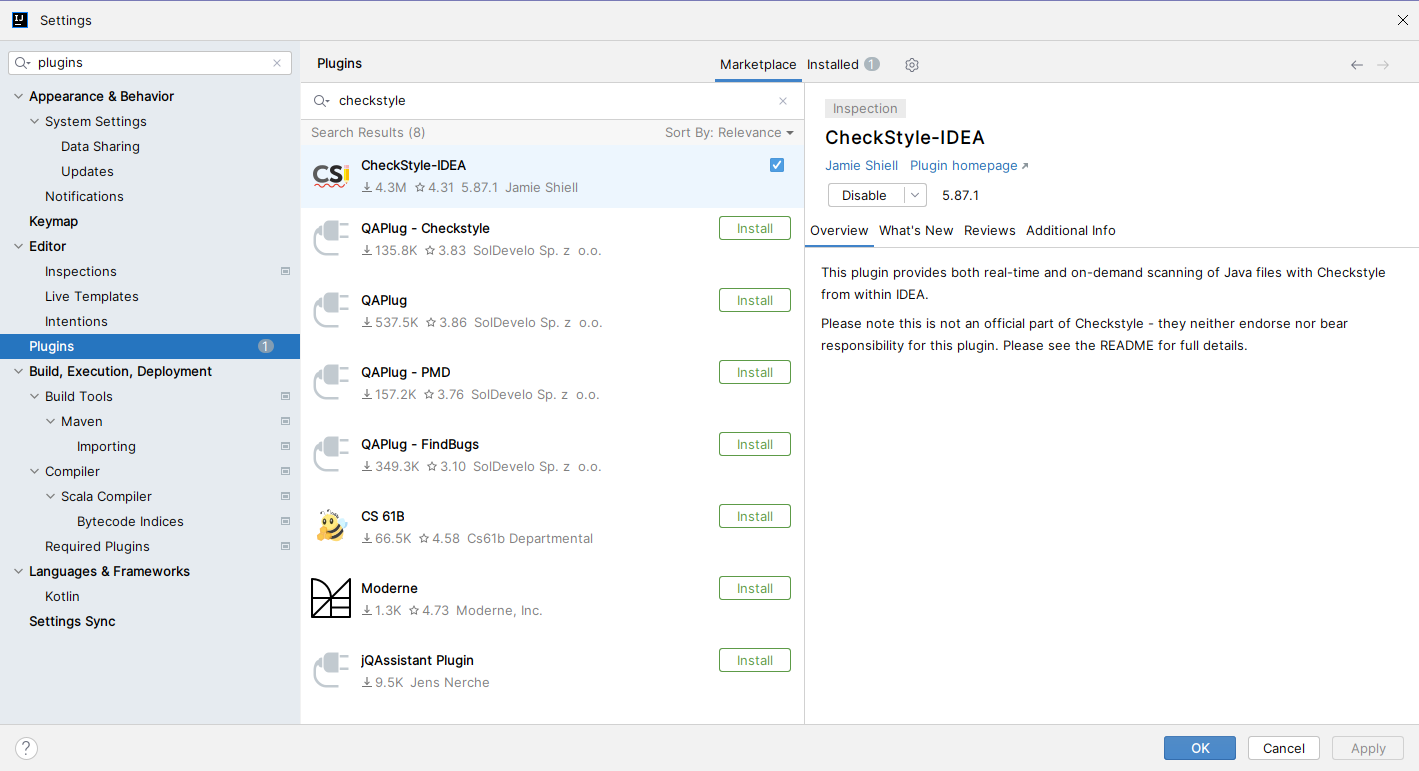 IJ Settings
plugins
Appearance & Behavior
System Settings
Data Sharing
Updates
Notifications
Keymap
Editor
Inspections
Live Templates
Intentions
Plugins 1
Build, Execution, Deployment
Build Tools
Maven
Importing
Compiler
Scala Compiler
Bytecode Indices
Required Plugins
Languages & Frameworks
Kotlin
Settings Sync
Plugins
Marketplace Installed 1
checkstyle
Search Results (8) Sort By: Relevance
CS
CheckStyle-IDEA
4.3M 4.31 5.87.1 Jamie Shiell
QAPlug - Checkstyle Install
135.8K 3.83 SolDevelo Sp. z o.o.
QAPlug Install
537.5K 3.86 SolDevelo Sp. z o.o.
QAPlug - PMD Install
157.2K 3.76 SolDevelo Sp. z o.o.
QAPlug - FindBugs Install
349.3K 3.10 SolDevelo Sp. z o.o.
CS 61B Install
66.5K 4.58 Cs61b Departmental
Moderne Install
1.3K 4.73 Moderne, Inc.
jQAssistant Plugin Install
9.5K Jens Nerche
Inspection
CheckStyle-IDEA
Jamie Shiell Plugin homepage
Disable 5.87.1
Overview What's New Reviews Additional Info
This plugin provides both real-time and on-demand scanning of Java files with Checkstyle
from within IDEA.
Please note this is not an official part of Checkstyle - they neither endorse nor bear
responsibility for this plugin. Please see the README for full details.
? OK Cancel Apply